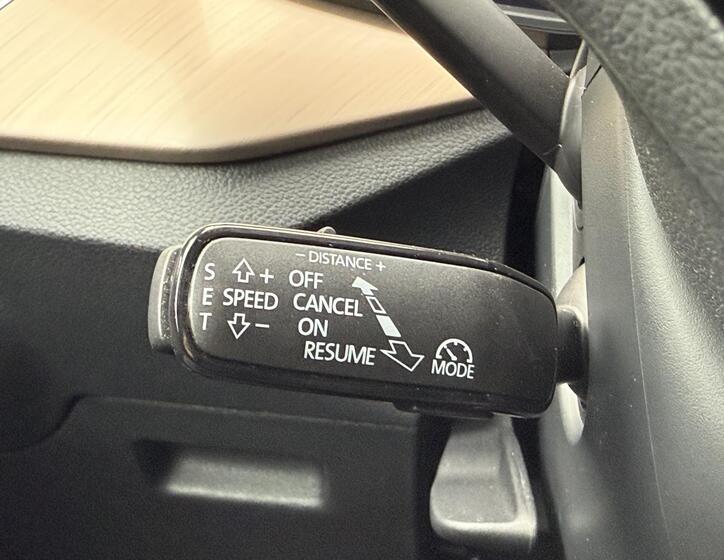 – DISTANCE +
S + OFF
E SPEED CANCEL
T – ON
RESUME
MODE